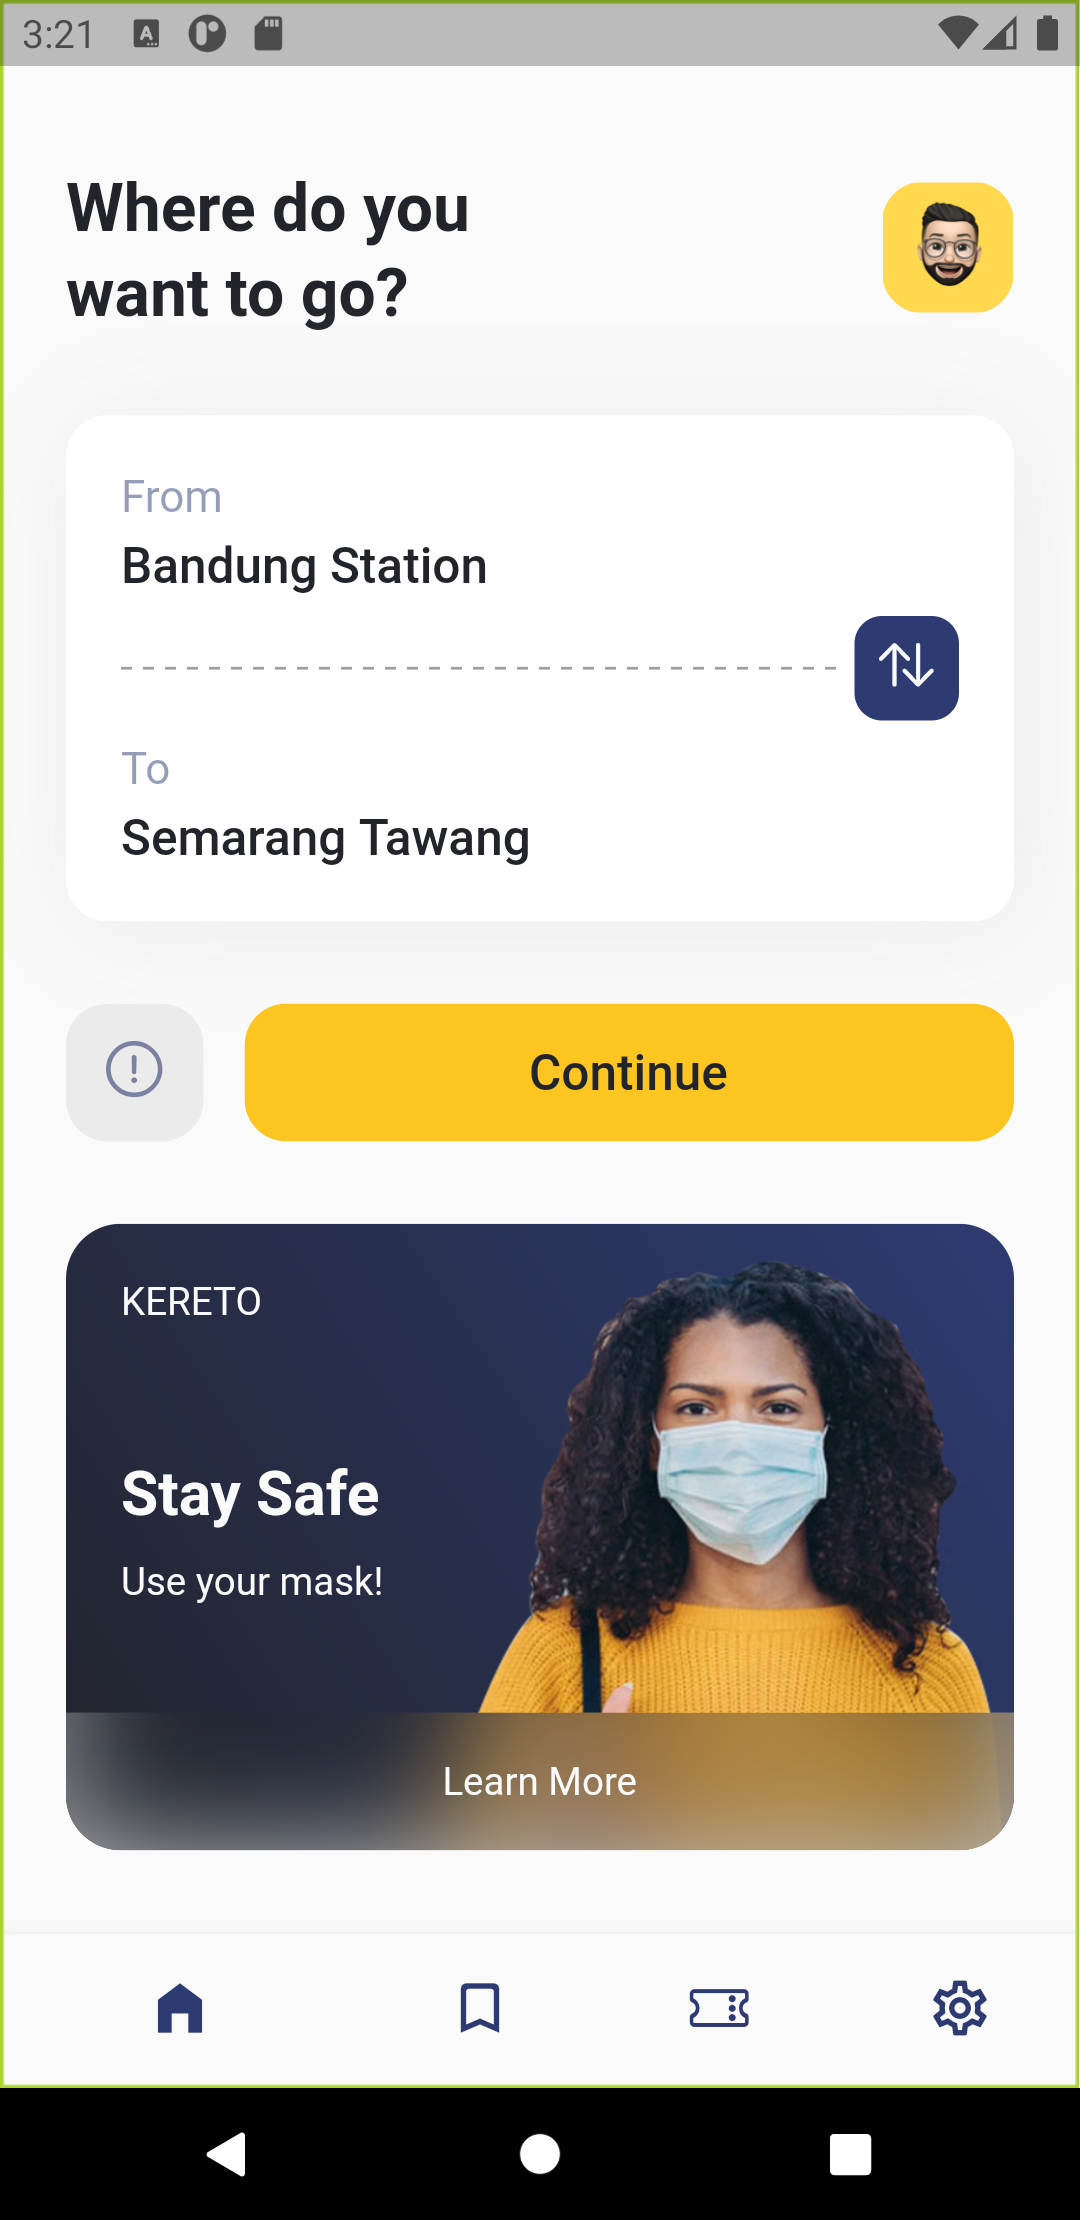 3:21
Where do you
want to go?
From
Bandung Station
To
Semarang Tawang
Continue
KERETO
Stay Safe
Use your mask!
Learn More